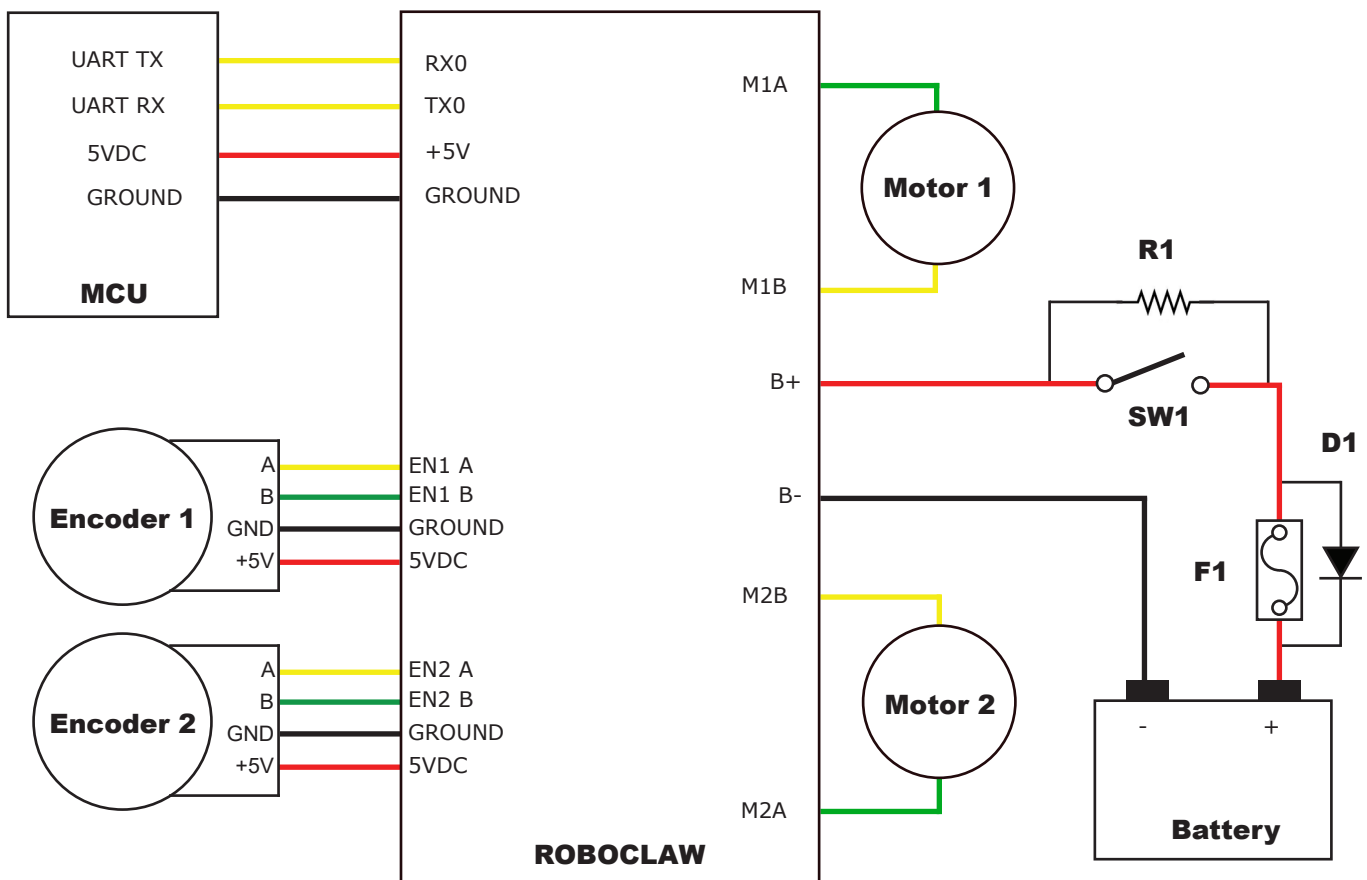 UART TX
UART RX
5VDC
GROUND
MCU
RX0
TX0
+5V
GROUND
M1A
Motor 1
M1B
R1
B+
SW1
D1
B-
F1
A
B
GND
+5V
Encoder 1
EN1 A
EN1 B
GROUND
5VDC
A
B
GND
+5V
Encoder 2
EN2 A
EN2 B
GROUND
5VDC
M2B
Motor 2
M2A
- +
Battery
ROBOCLAW